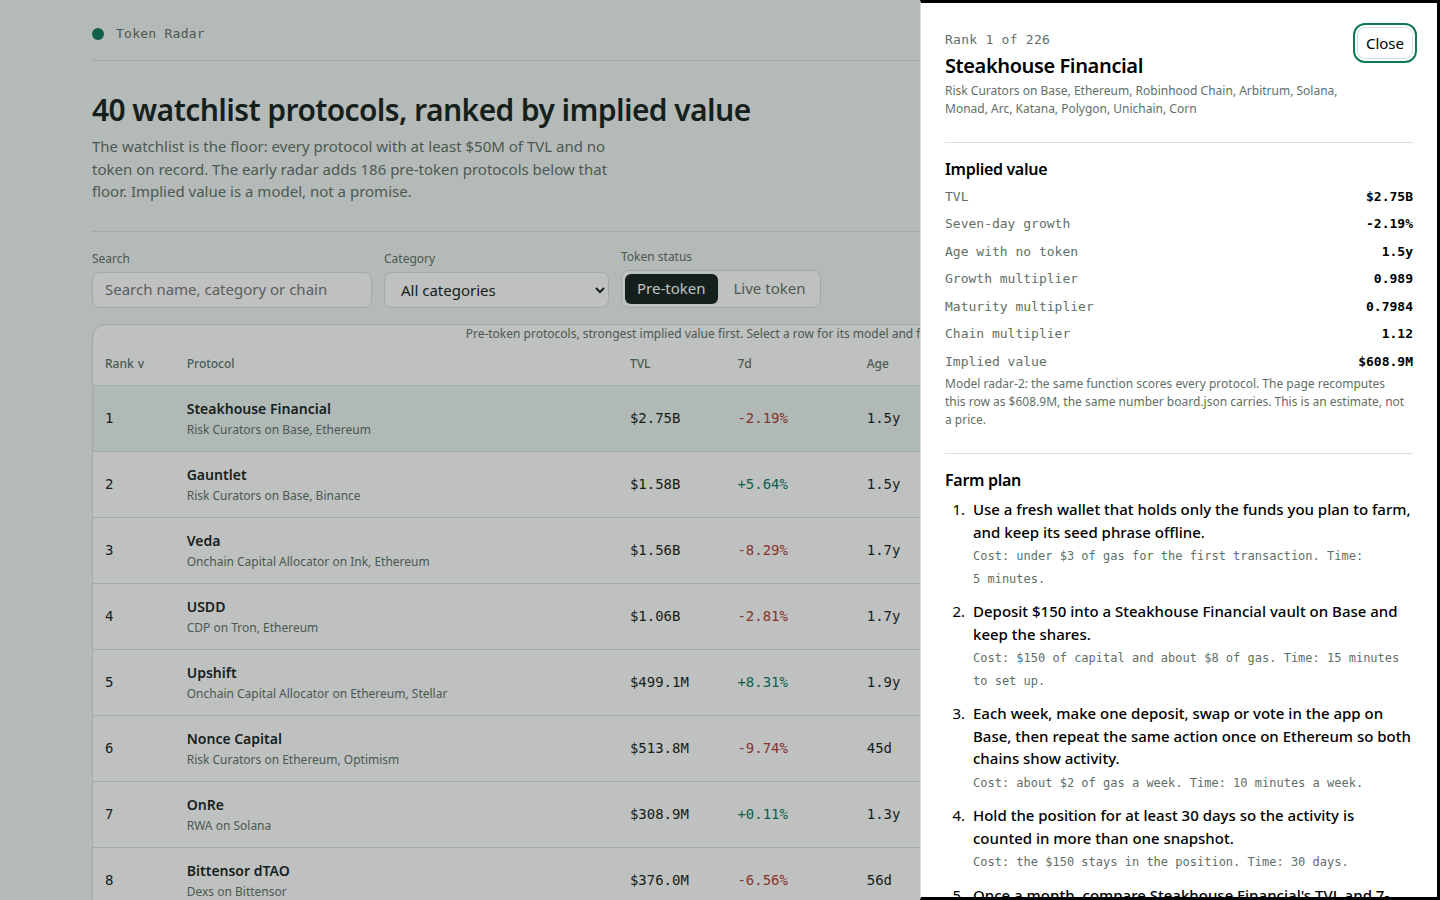 Token Radar
40 watchlist protocols, ranked by implied value
The watchlist is the floor: every protocol with at least $50M of TVL and no
token on record. The early radar adds 186 pre-token protocols below that
floor. Implied value is a model, not a promise.
Search
Category
Token status
Search name, category or chain
All categories
Pre-token
Live token
Pre-token protocols, strongest implied value first. Select a row for its model and f
Rank v
Protocol
TVL
7d
Age
1
Steakhouse Financial
Risk Curators on Base, Ethereum
$2.75B
-2.19%
1.5y
2
Gauntlet
Risk Curators on Base, Binance
$1.58B
+5.64%
1.5y
3
Veda
Onchain Capital Allocator on Ink, Ethereum
$1.56B
-8.29%
1.7y
4
USDD
CDP on Tron, Ethereum
$1.06B
-2.81%
1.7y
5
Upshift
Onchain Capital Allocator on Ethereum, Stellar
$499.1M
+8.31%
1.9y
6
Nonce Capital
Risk Curators on Ethereum, Optimism
$513.8M
-9.74%
45d
7
OnRe
RWA on Solana
$308.9M
+0.11%
1.3y
8
Bittensor dTAO
Dexs on Bittensor
$376.0M
-6.56%
56d
Rank 1 of 226
Close
Steakhouse Financial
Risk Curators on Base, Ethereum, Robinhood Chain, Arbitrum, Solana,
Monad, Arc, Katana, Polygon, Unichain, Corn
Implied value
TVL
$2.75B
Seven-day growth
-2.19%
Age with no token
1.5y
Growth multiplier
0.989
Maturity multiplier
0.7984
Chain multiplier
1.12
Implied value
$608.9M
Model radar-2: the same function scores every protocol. The page recomputes
this row as $608.9M, the same number board.json carries. This is an estimate, not
a price.
Farm plan
1. Use a fresh wallet that holds only the funds you plan to farm,
and keep its seed phrase offline.
Cost: under $3 of gas for the first transaction. Time:
5 minutes.
2. Deposit $150 into a Steakhouse Financial vault on Base and
keep the shares.
Cost: $150 of capital and about $8 of gas. Time: 15 minutes
to set up.
3. Each week, make one deposit, swap or vote in the app on
Base, then repeat the same action once on Ethereum so both
chains show activity.
Cost: about $2 of gas a week. Time: 10 minutes a week.
4. Hold the position for at least 30 days so the activity is
counted in more than one snapshot.
Cost: the $150 stays in the position. Time: 30 days.
5. Once a month, compare Steakhouse Financial's TVL and 7-